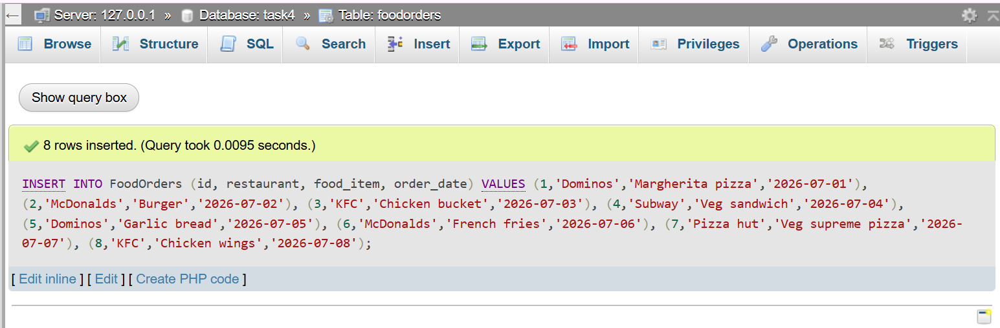 Server: 127.0.0.1 » Database: task4 » Table: foodorders
Browse Structure SQL Search Insert Export Import Privileges Operations Triggers
Show query box
8 rows inserted. (Query took 0.0095 seconds.)
INSERT INTO FoodOrders (id, restaurant, food_item, order_date) VALUES (1,'Dominos','Margherita pizza','2026-07-01'),
(2,'McDonalds','Burger','2026-07-02'), (3,'KFC','Chicken bucket','2026-07-03'), (4,'Subway','Veg sandwich','2026-07-04'),
(5,'Dominos','Garlic bread','2026-07-05'), (6,'McDonalds','French fries','2026-07-06'), (7,'Pizza hut','Veg supreme pizza','2026-
07-07'), (8,'KFC','Chicken wings','2026-07-08');
[ Edit inline ] [ Edit ] [ Create PHP code ]